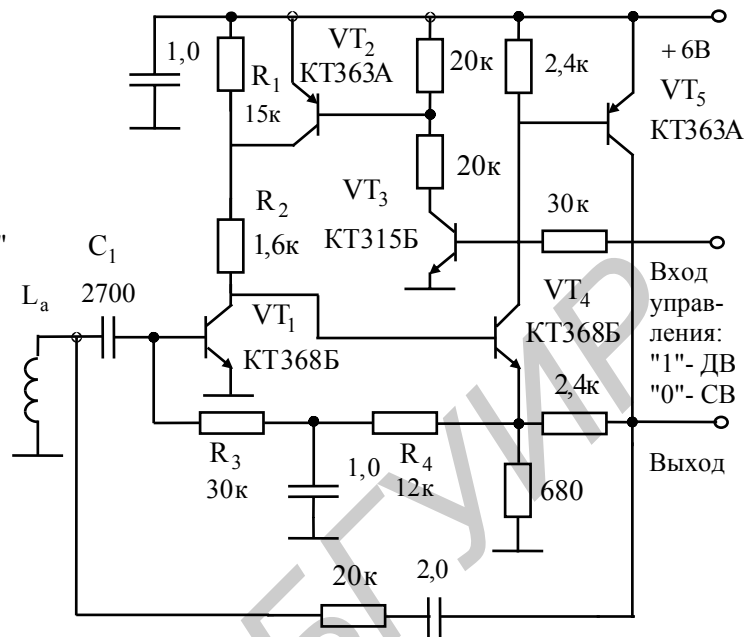 1,0
R1
15к
VT2
КТ363А
20к
2,4к
+6В
VT5
КТ363А
20к
VT3
КТ315Б
30к
R2
1,6к
"
C1
2700
Lа
VT1
КТ368Б
VT4
КТ368Б
Вход
управ-
ления:
"1"- ДВ
"0"- СВ
2,4к
Выход
R3
30к
1,0
R4
12к
680
20к
2,0
БГУИР